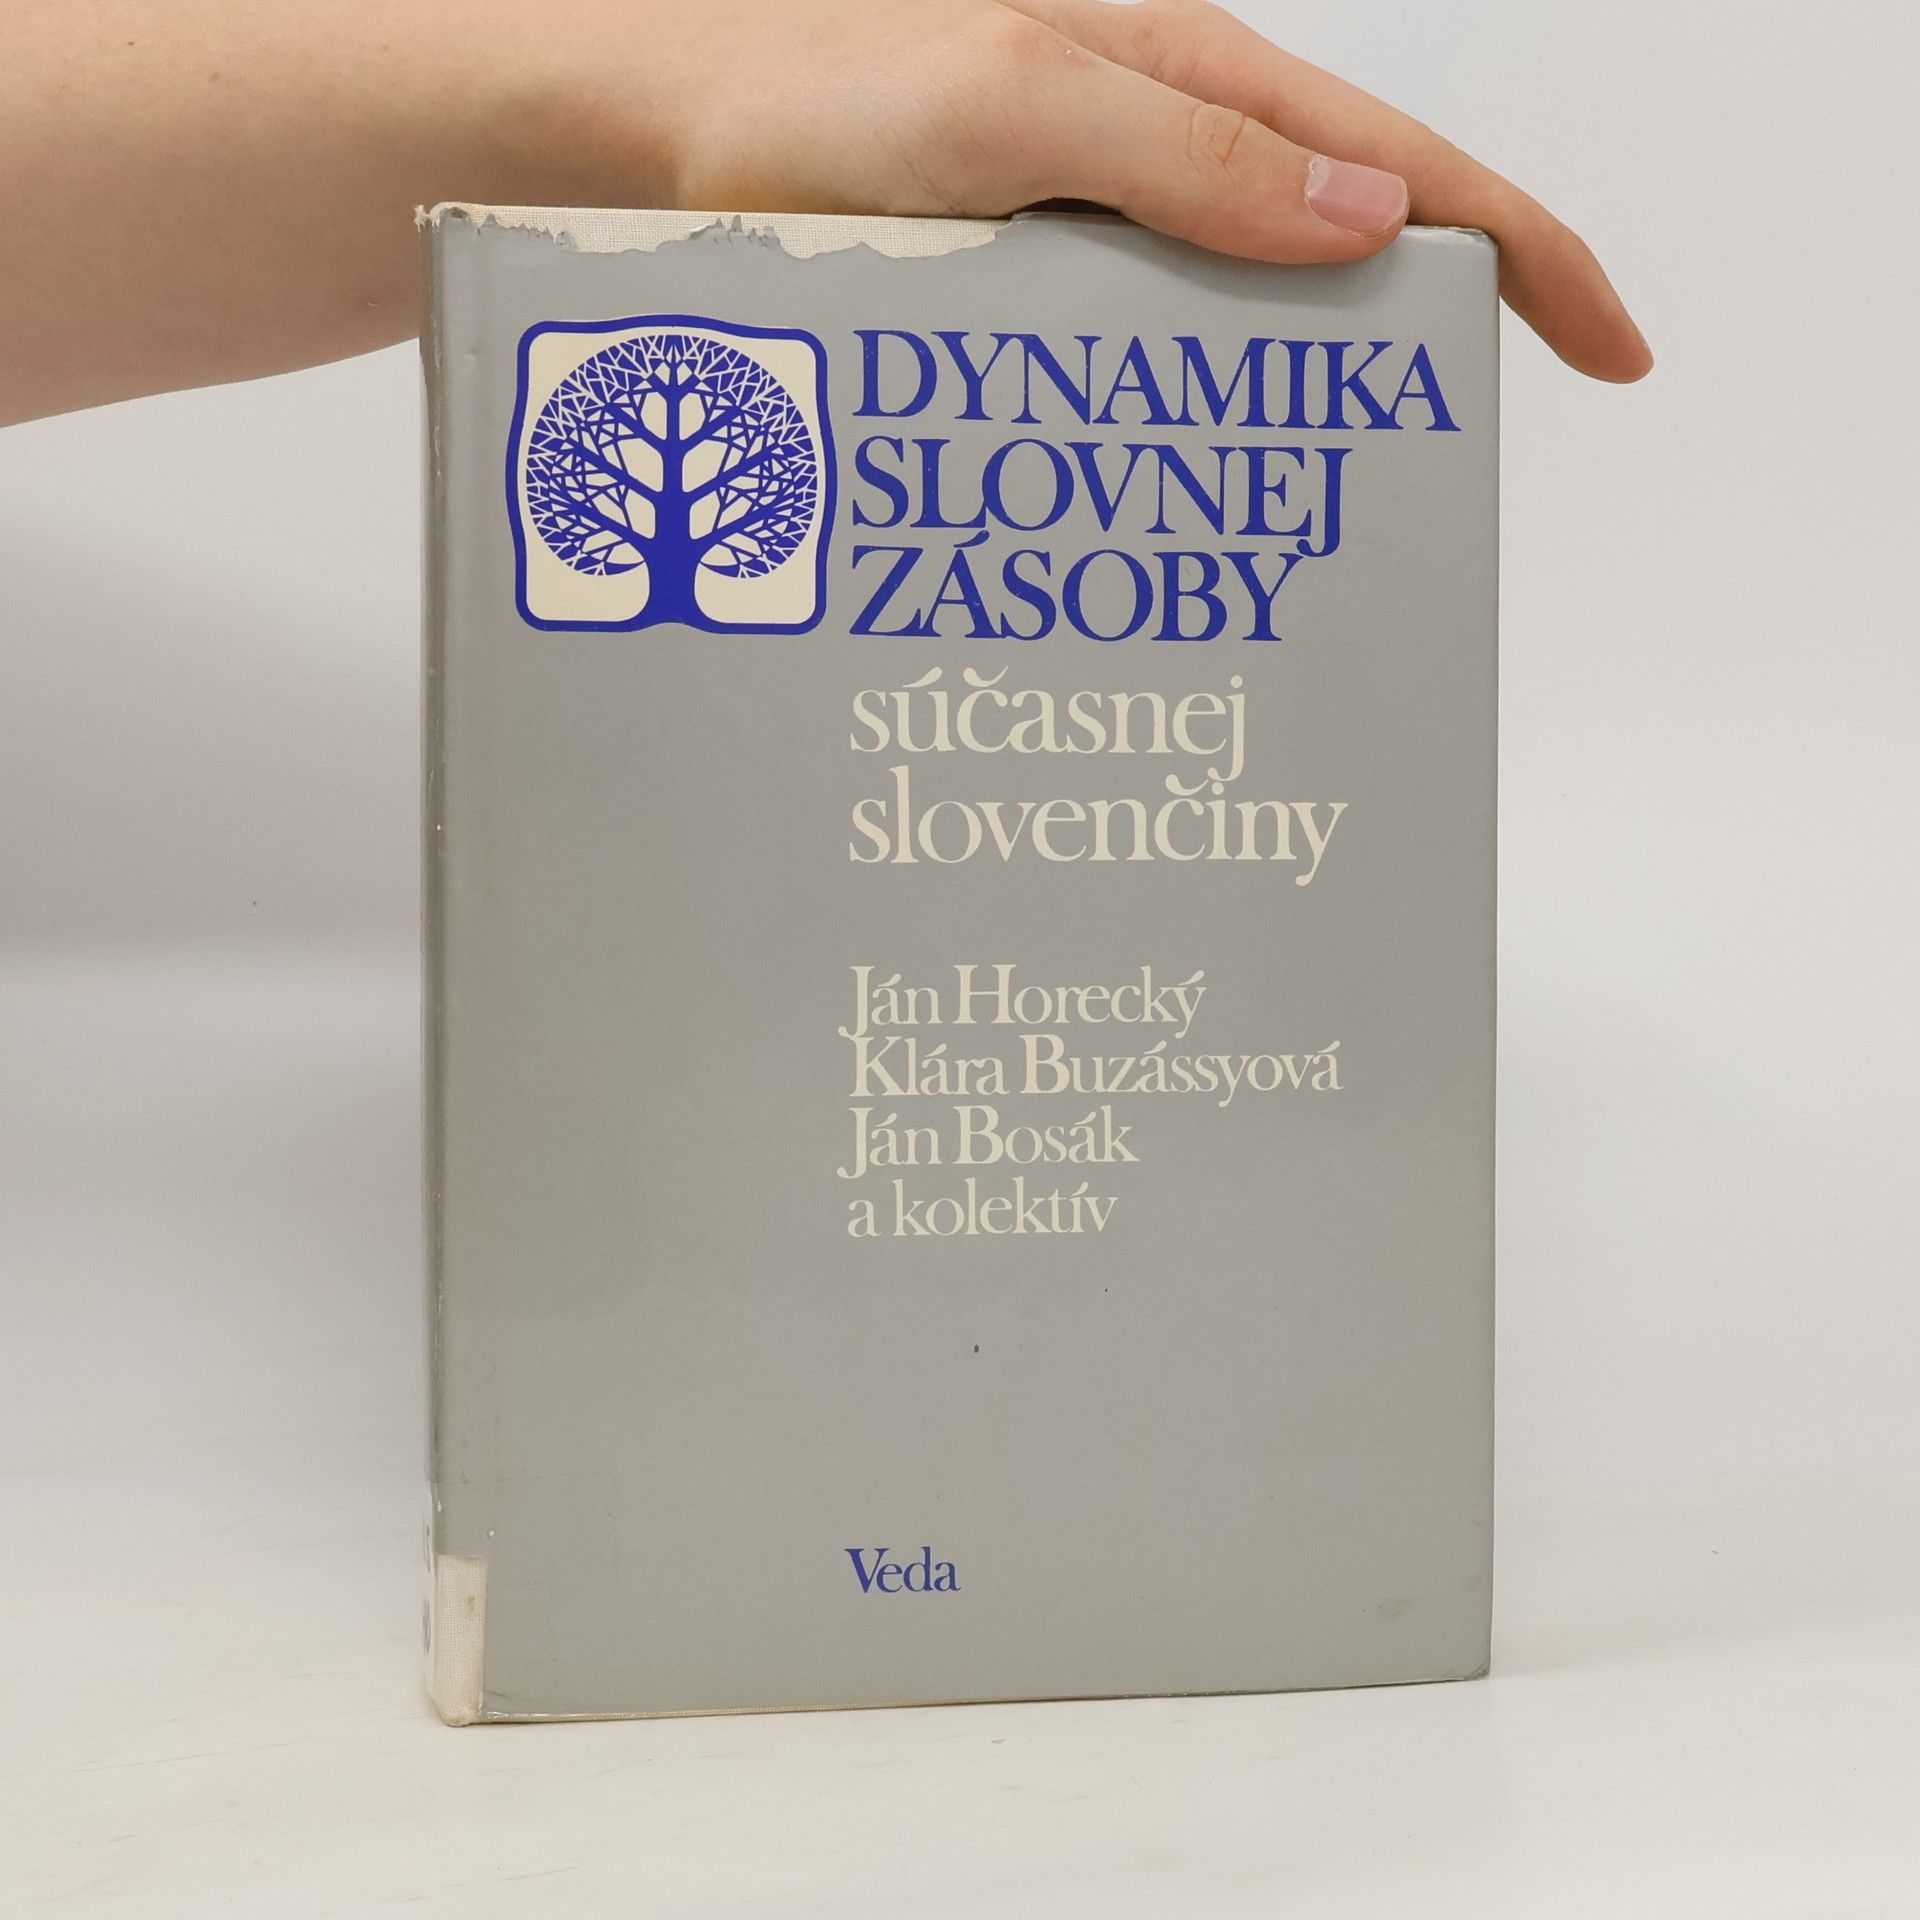 DYNAMIKA
SLOVNEJ
ZÁSOBY
súčasnej
slovenčiny
Ján Horecký
Klára Buzássyová
Ján Bosák
a kolektív
Veda